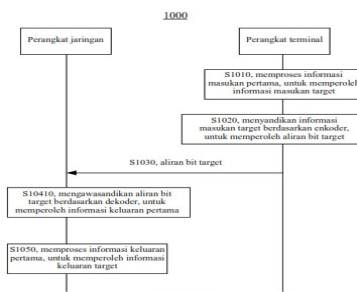 1000
Perangkat jaringan
Perangkat terminal
S1010, memproses informasi
masukan pertama, untuk memperoleh
informasi masukan target
S1020, menyandikan informasi
masukan target berdasarkan enkoder,
untuk memperoleh aliran bit target
S1030, aliran bit target
S10410, mengawasandikan aliran bit
target berdasarkan dekoder, untuk
memperoleh informasi keluaran pertama
S1050, memproses informasi keluaran
pertama, untuk memperoleh informasi
keluaran target